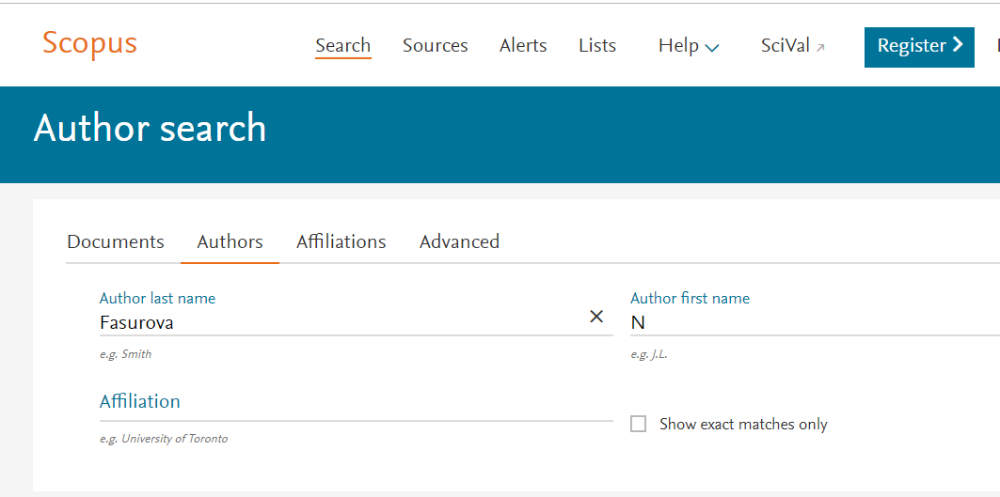 Scopus
Search Sources Alerts Lists Help SciVal Register
Author search
Documents Authors Affiliations Advanced
Author last name Author first name
Fasurova N
e.g. Smith e.g. J.L.
Affiliation
Show exact matches only
e.g. University of Toronto